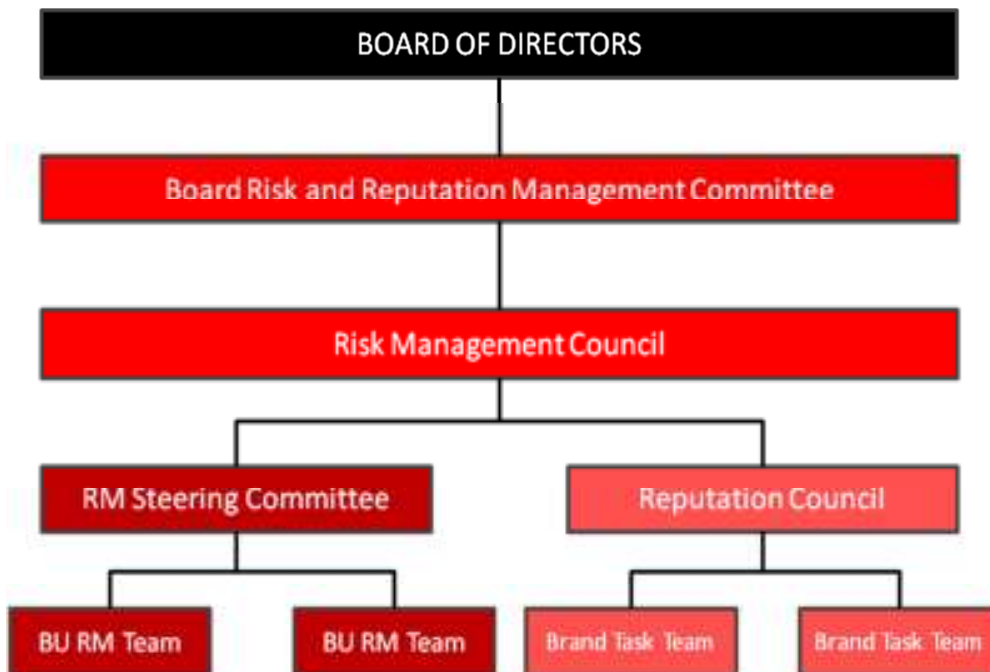 BOARD OF DIRECTORS
Board Risk and Reputation Management Committee
Risk Management Council
RM Steering Committee
Reputation Council
BU RM Team
BU RM Team
Brand Task Team
Brand Task Team